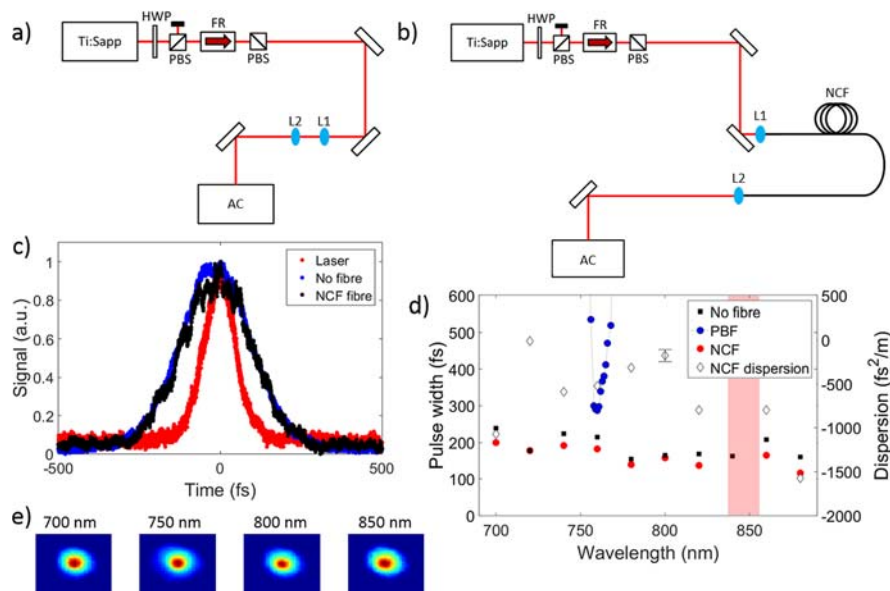 a)
HWP
FR
Ti:Sapp
PBS
PBS
L2
L1
AC
b)
HWP
FR
Ti:Sapp
PBS
PBS
NCF
L1
L2
AC
c)
Signal (a.u.)
1
0.8
0.6
0.4
0.2
0
-500
0
500
Time (fs)
Laser
No fibre
NCF fibre
d)
Pulse width (fs)
600
500
400
300
200
100
0
700
750
800
850
Wavelength (nm)
500
0
-500
-1000
-1500
-2000
Dispersion (fs²/m)
No fibre
PBF
NCF
NCF dispersion
e)
700 nm
750 nm
800 nm
850 nm